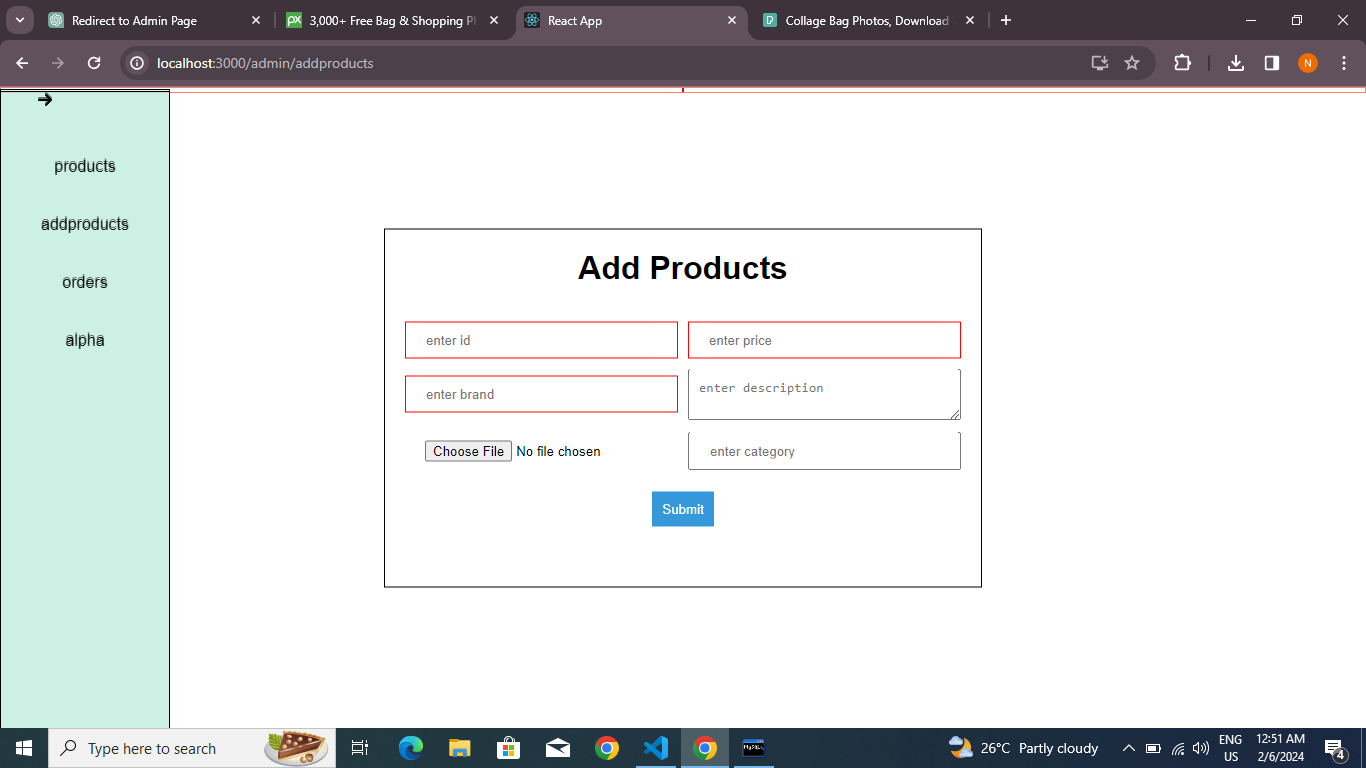 Redirect to Admin Page
px
3,000+ Free Bag & Shopping Pl
React App
Collage Bag Photos, Download
localhost:3000/admin/addproducts
N
products
addproducts
orders
alpha
Add Products
enter id
enter price
enter brand
enter description
Choose File No file chosen
enter category
Submit
Type here to search
MySQL
26°C Partly cloudy
ENG
US
12:51 AM
2/6/2024
4